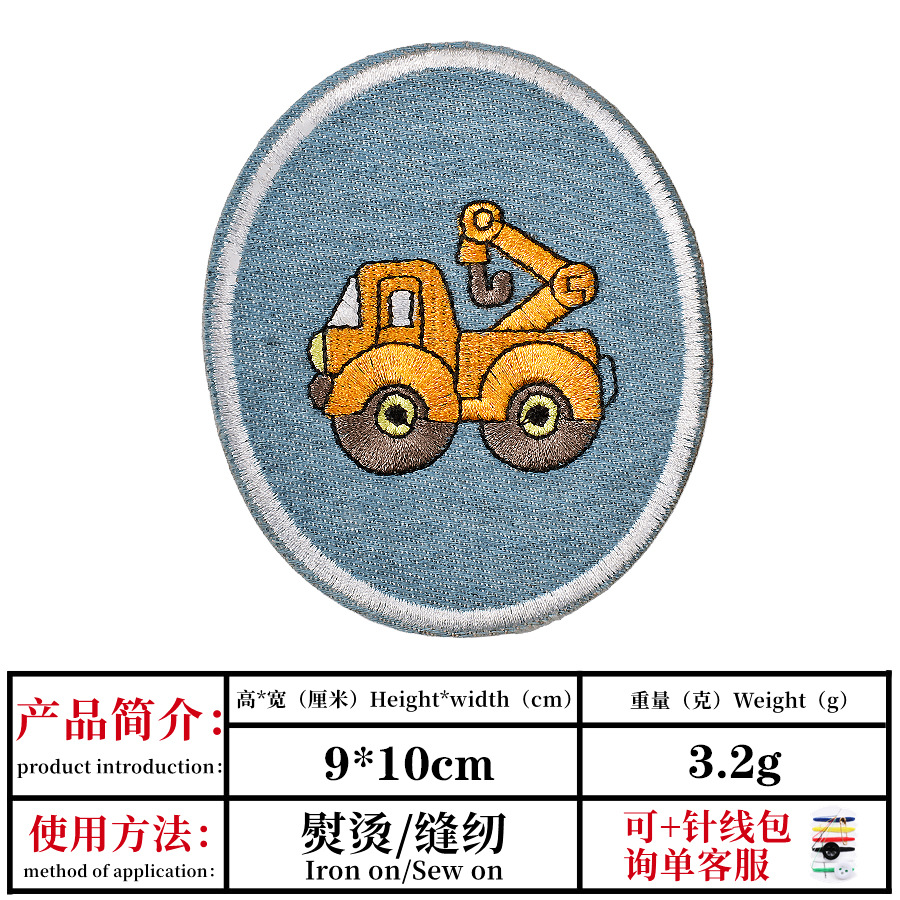 产品简介：
product introduction：
高*宽（厘米）Height*width（cm）
重量（克）Weight（g）
9*10cm
3.2g
使用方法：
method of application：
熨烫/缝纫
Iron on/Sew on
可+针线包
询单客服